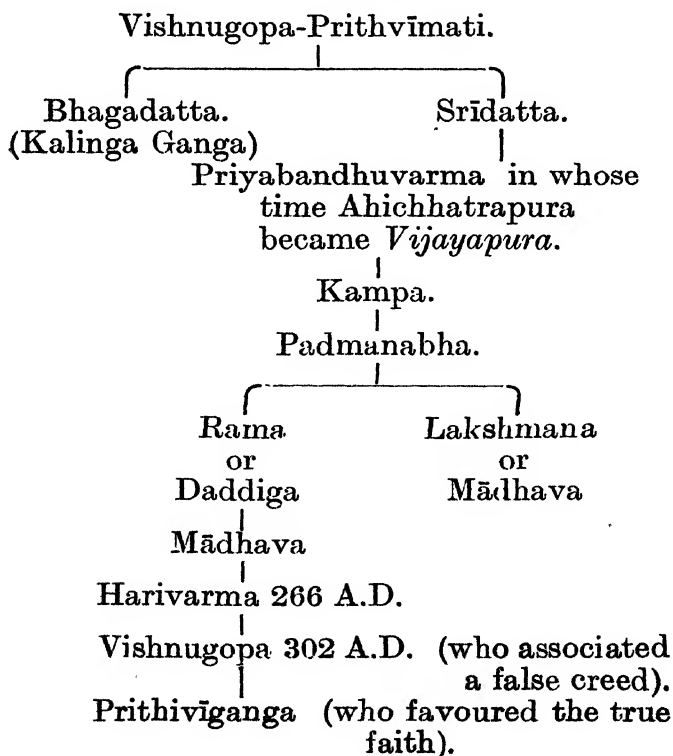 Vishnugopa-Prithvīmati.
Bhagadatta. Srīdatta.
(Kalinga Ganga)
Priyabandhuvarma in whose
time Ahichhatrapura
became Vijayapura.
Kampa.
Padmanabha.
Rama Lakshmana
or or
Daddiga Mādhava
Mādhava
Harivarma 266 A.D.
Vishnugopa 302 A.D. (who associated
a false creed).
Prithivīganga (who favoured the true
faith).